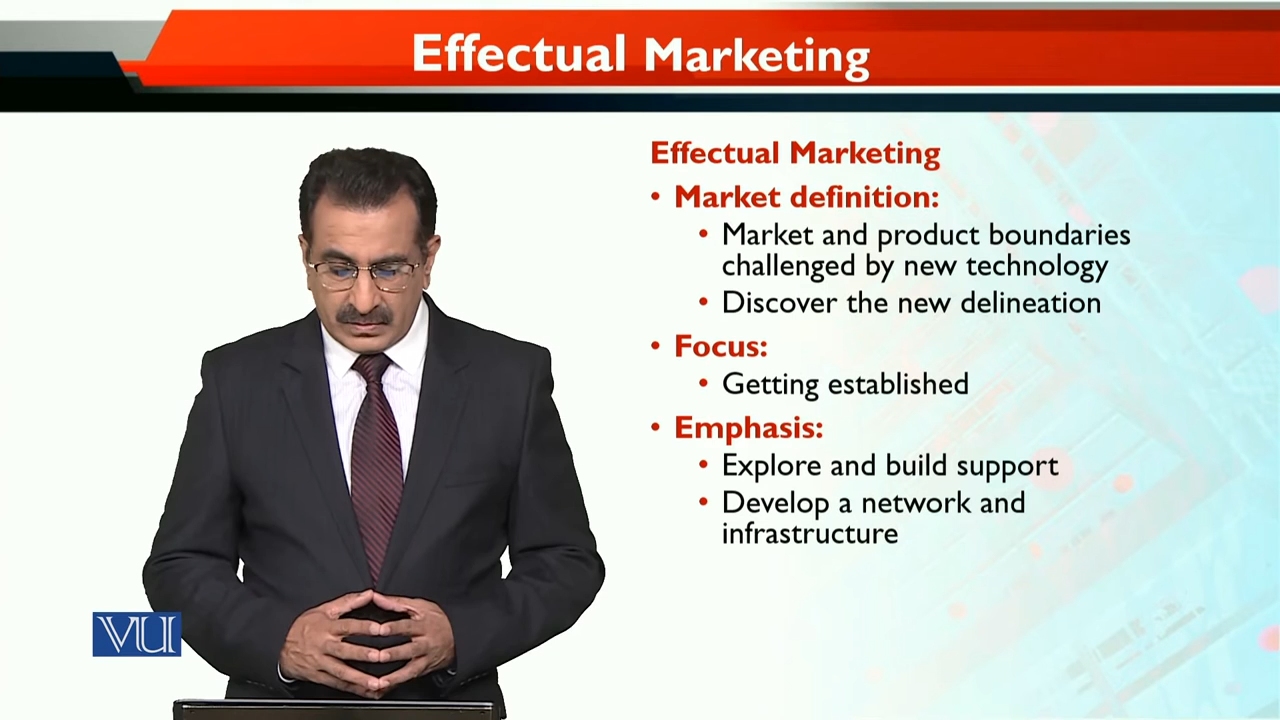 Effectual Marketing
Effectual Marketing
• Market definition:
• Market and product boundaries
challenged by new technology
• Discover the new delineation
• Focus:
• Getting established
• Emphasis:
• Explore and build support
• Develop a network and
infrastructure
VU